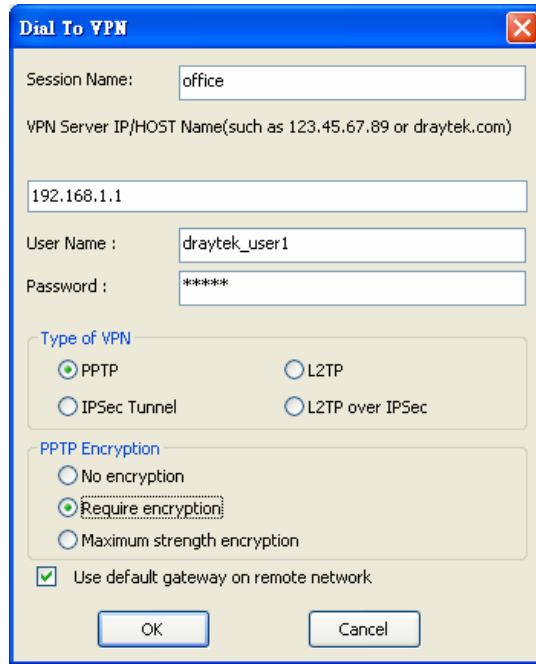 Dial To VPN
Session Name:
office
VPN Server IP/HOST Name(such as 123.45.67.89 or draytek.com)
192.168.1.1
User Name :
draytek_user1
Password :
*****
Type of VPN
PPTP
L2TP
IPSec Tunnel
L2TP over IPSec
PPTP Encryption
No encryption
Require encryption
Maximum strength encryption
Use default gateway on remote network
OK
Cancel